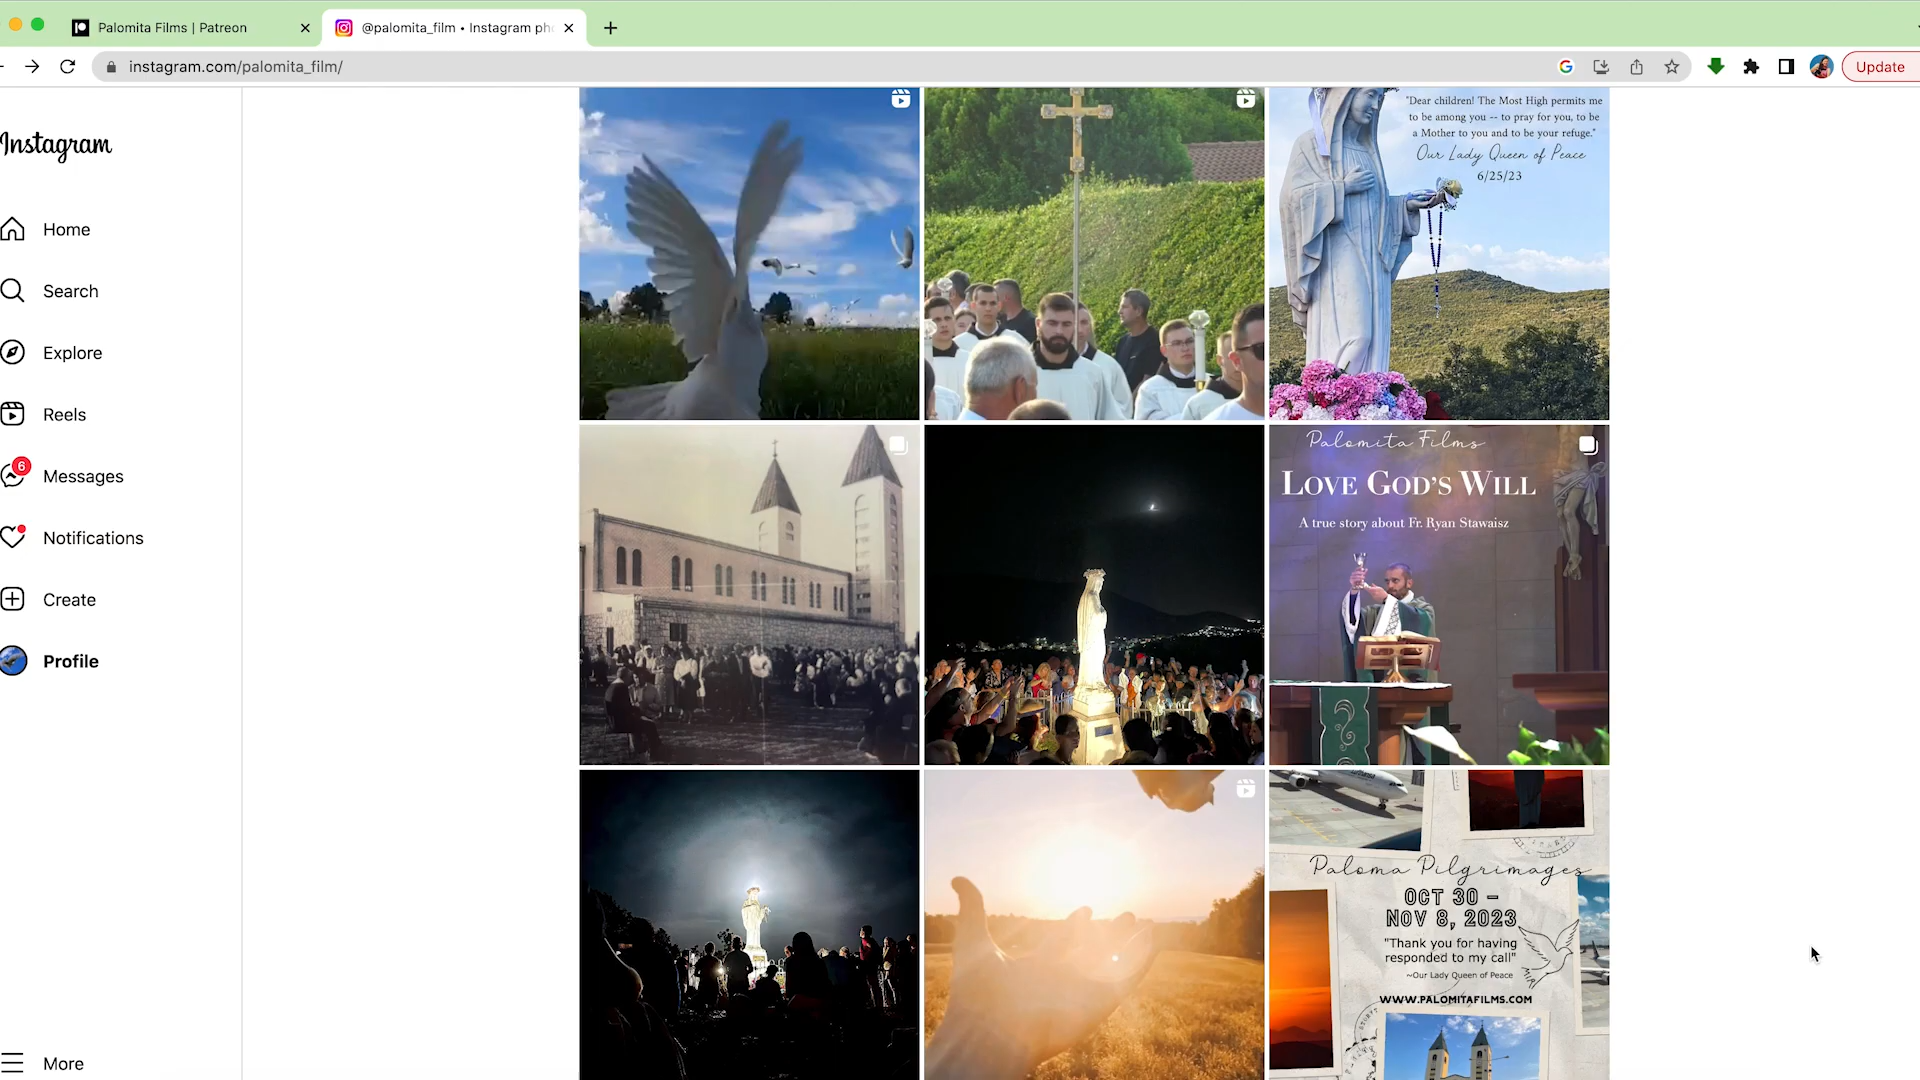 Palomita Films | Patreon
@palomita_film • Instagram pho
instagram.com/palomita_film/
Update
Instagram
Home
Search
Explore
Reels
6
Messages
Notifications
Create
Profile
More
"Dear children! The Most High permits me
to be among you -- to pray for you, to be
a Mother to you and to be your refuge."
Our Lady Queen of Peace
6/25/23
Palomita Films
LOVE GOD'S WILL
A true story about Fr. Ryan Stawaisz
Paloma Pilgrimages
OCT 30 –
NOV 8, 2023
"Thank you for having
responded to my call"
~Our Lady Queen of Peace
WWW.PALOMITAFILMS.COM